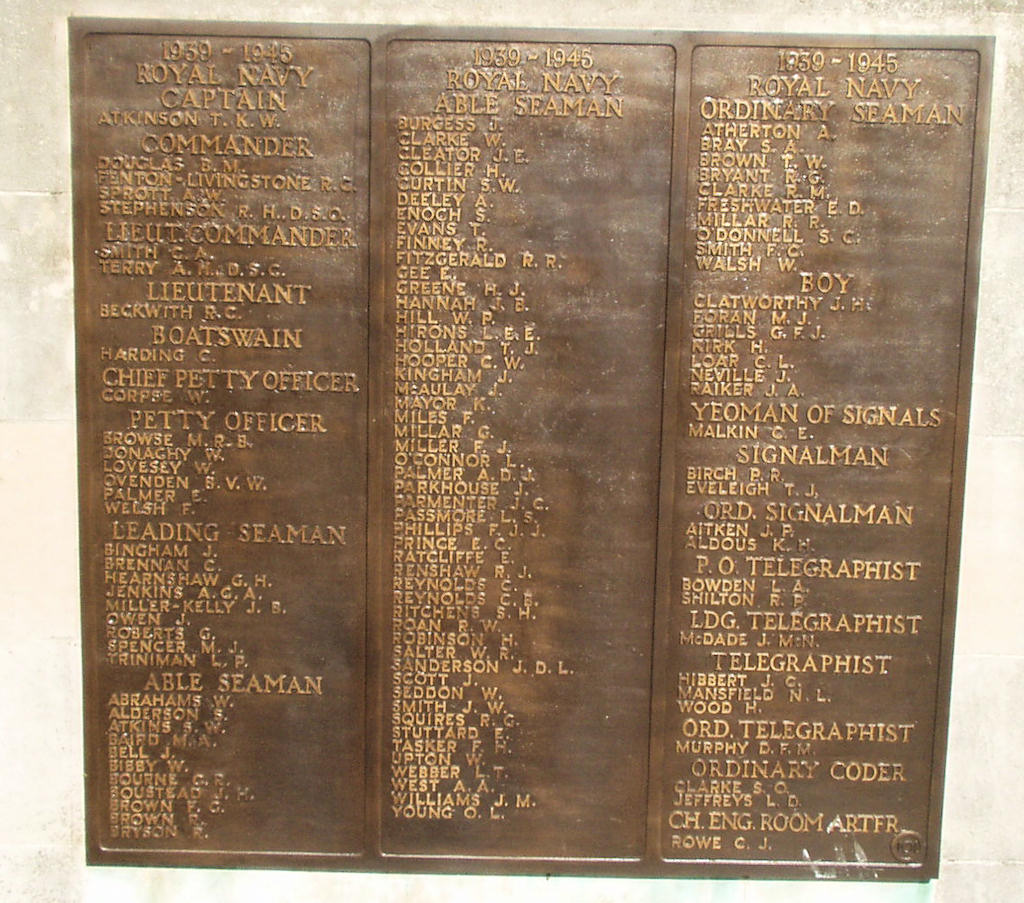 1939 - 1945
ROYAL NAVY
CAPTAIN
ATKINSON T. K. W.
COMMANDER
DOUGLAS B. M.
FENTON-LIVINGSTONE R. C.
SPROTT A. W.
STEPHENSON R. H., D.S.O.
LIEUT. COMMANDER
SMITH G. A.
TERRY A. H., D.S.C.
LIEUTENANT
BECKWITH R. C.
BOATSWAIN
HARDING C.
CHIEF PETTY OFFICER
CORPSE W.
PETTY OFFICER
BROWSE M. R. B.
DONAGHY W.
LOVESEY W.
OVENDEN S. V. W.
PALMER E.
WELSH F.
LEADING SEAMAN
BINGHAM J.
BRENNAN C.
HEARNSHAW G. H.
JENKINS A. G. A.
MILLER-KELLY J. B.
OWEN J.
ROBERTS G.
SPENCER M. J.
TRINIMAN L. P.
ABLE SEAMAN
ABRAHAMS W.
ALDERSON S.
ATKINS S. W.
BAIRD M. A.
BELL J.
BIBBY W.
BOURNE G. R.
BOUSTEAD J. H.
BROWN F. G.
BROWN R.
BRYSON R.
1939 - 1945
ROYAL NAVY
ABLE SEAMAN
BURGESS J.
CLARKE W.
CLEATOR J. E.
COLLIER H.
CURTIN S. W.
DEELEY A.
ENOCH S.
EVANS T.
FINNEY R.
FITZGERALD R. R.
GEE E.
GREENE H. J.
HANNAH J. B.
HILL W. P.
HIRONS L. E. E.
HOLLAND T. J.
HOOPER C. W.
KINGHAM J.
McAULAY J.
MAYOR K.
MILES F.
MILLAR G.
MILLER F. J.
O'CONNOR L.
PALMER A. D. J.
PARKHOUSE J.
PARMENTER J. G.
PASSMORE L. S.
PHILLIPS F. J. J.
PRINCE E. C.
RATCLIFFE E.
RENSHAW R. J.
REYNOLDS C.
REYNOLDS G. E.
RITCHENS S. H.
ROAN R. W.
ROBINSON H.
SALTER W. R.
SANDERSON J. D. L.
SCOTT J.
SEDDON W.
SMITH J. W.
SQUIRES R. G.
STUTTARD E.
TASKER F. H.
UPTON W.
WEBBER L. T.
WEST A. A.
WILLIAMS J. M.
YOUNG O. L.
1939 - 1945
ROYAL NAVY
ORDINARY SEAMAN
ATHERTON A.
BRAY S. A.
BROWN T. W.
BRYANT R. G.
CLARKE R. M.
FRESHWATER E. D.
MILLAR R. R.
O'DONNELL S. C.
SMITH F. C.
WALSH W.
BOY
CLATWORTHY J. H.
FORAN M. J.
GRILLS G. F. J.
KIRK H.
LOAR C. L.
NEVILLE J.
RAIKER J. A.
YEOMAN OF SIGNALS
MALKIN C. E.
SIGNALMAN
BIRCH P. R.
EVELEIGH T. J.
ORD. SIGNALMAN
AITKEN J. P.
ALDOUS K. H.
P.O. TELEGRAPHIST
BOWDEN L. A.
SHILTON R. P.
LDG. TELEGRAPHIST
McDADE J. McN.
TELEGRAPHIST
HIBBERT J. C.
MANSFIELD N. L.
WOOD H.
ORD. TELEGRAPHIST
MURPHY D. F. M.
ORDINARY CODER
CLARKE S. O.
JEFFREYS L. D.
CH. ENG. ROOM ARTFR.
ROWE C. J.